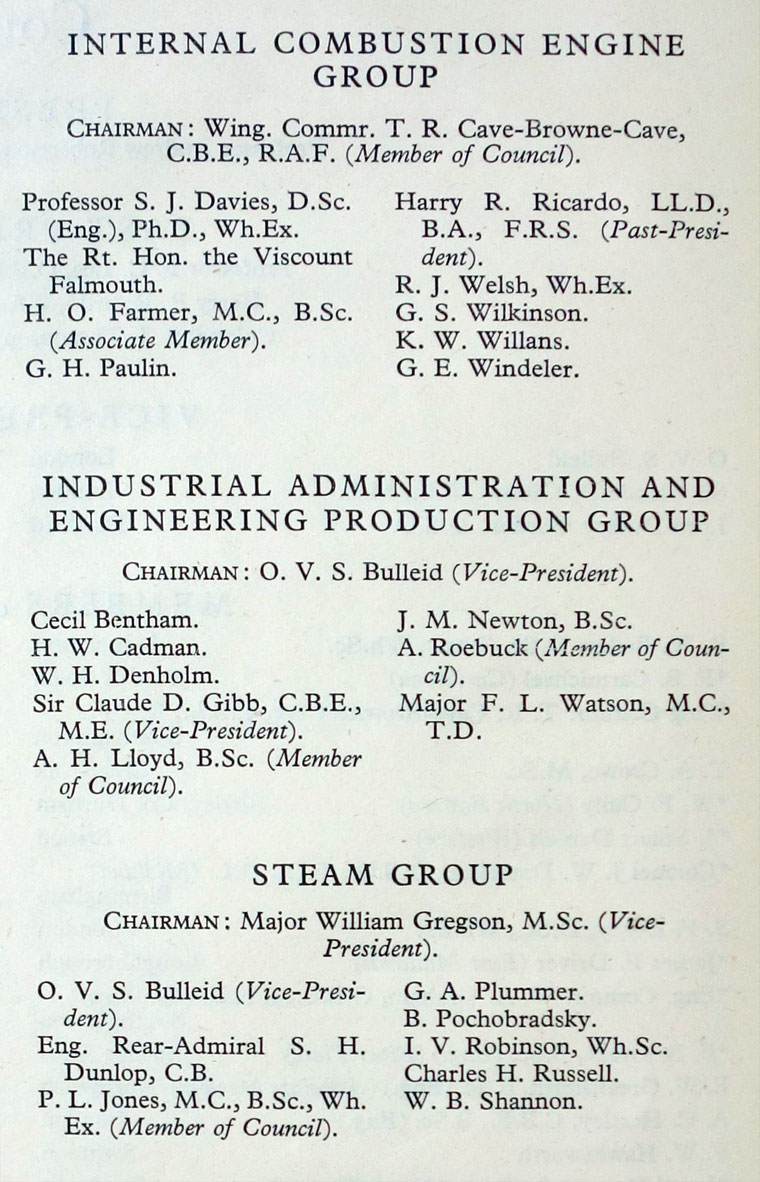 INTERNAL COMBUSTION ENGINE
GROUP
CHAIRMAN: Wing. Commr. T. R. Cave-Browne-Cave,
C.B.E., R.A.F. (Member of Council).
Professor S. J. Davies, D.Sc.
(Eng.), Ph.D., Wh.Ex.
The Rt. Hon. the Viscount
Falmouth.
H. O. Farmer, M.C., B.Sc.
(Associate Member).
G. H. Paulin.
Harry R. Ricardo, LL.D.,
B.A., F.R.S. (Past-Presi-
dent).
R. J. Welsh, Wh.Ex.
G. S. Wilkinson.
K. W. Willans.
G. E. Windeler.
INDUSTRIAL ADMINISTRATION AND
ENGINEERING PRODUCTION GROUP
CHAIRMAN: O. V. S. Bulleid (Vice-President).
Cecil Bentham.
H. W. Cadman.
W. H. Denholm.
Sir Claude D. Gibb, C.B.E.,
M.E. (Vice-President).
A. H. Lloyd, B.Sc. (Member
of Council).
J. M. Newton, B.Sc.
A. Roebuck (Member of Coun-
cil).
Major F. L. Watson, M.C.,
T.D.
STEAM GROUP
CHAIRMAN: Major William Gregson, M.Sc. (Vice-
President).
O. V. S. Bulleid (Vice-Presi-
dent).
Eng. Rear-Admiral S. H.
Dunlop, C.B.
P. L. Jones, M.C., B.Sc., Wh.
Ex. (Member of Council).
G. A. Plummer.
B. Pochobradsky.
I. V. Robinson, Wh.Sc.
Charles H. Russell.
W. B. Shannon.